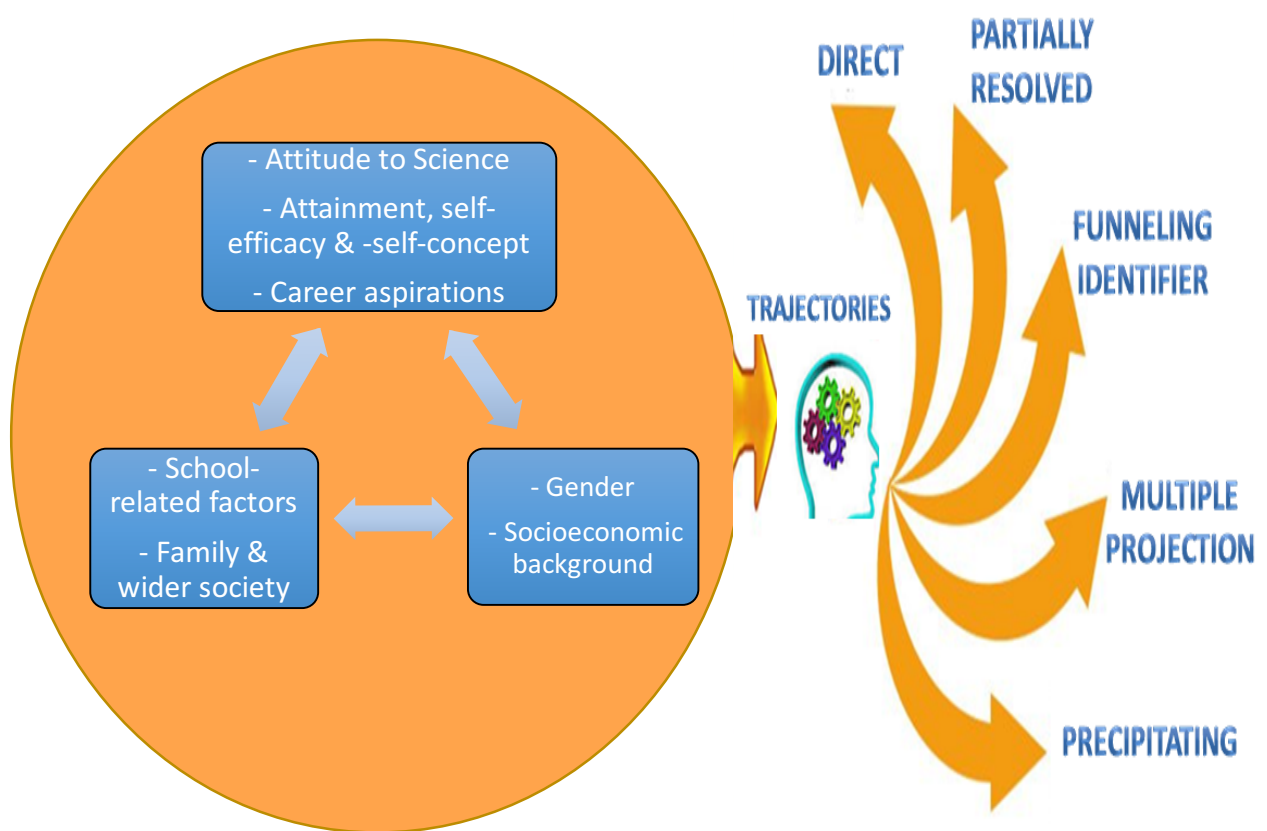 - Attitude to Science
- Attainment, self-
efficacy & -self-concept
- Career aspirations
- School-
related factors
- Family &
wider society
- Gender
- Socioeconomic
background
TRAJECTORIES
DIRECT
PARTIALLY
RESOLVED
FUNNELING
IDENTIFIER
MULTIPLE
PROJECTION
PRECIPITATING